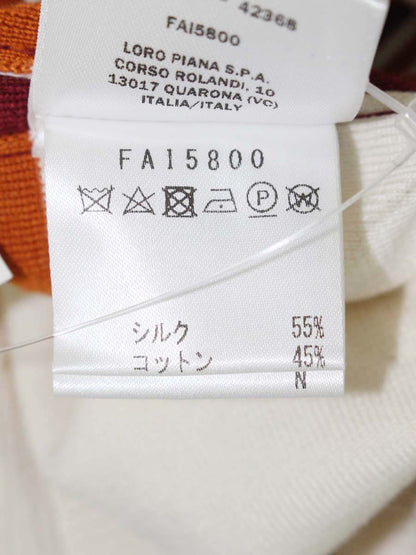 42368
FAI5800
LORO PIANA S.P.A.
CORSO ROLANDI, 10
13017 QUARONA (VC)
ITALIA/ITALY
FAI5800
P
W
シルク 55%
コットン 45%
N